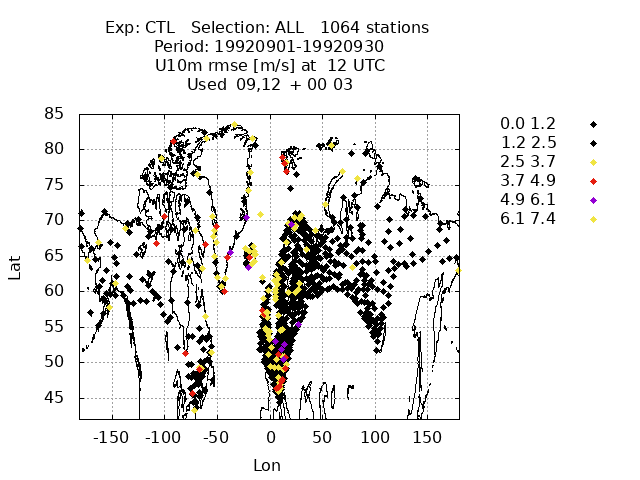 Exp: CTL   Selection: ALL   1064 stations
Period: 19920901-19920930
U10m rmse [m/s] at  12 UTC
Used  09,12  + 00 03
85
80
75
70
65
60
55
50
45
Lat
-150 -100 -50 0 50 100 150
Lon
0.0 1.2
1.2 2.5
2.5 3.7
3.7 4.9
4.9 6.1
6.1 7.4